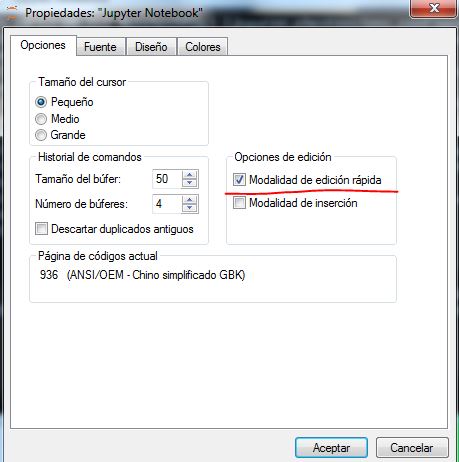 Propiedades: "Jupyter Notebook"
Opciones Fuente Diseño Colores
Tamaño del cursor
Pequeño
Medio
Grande
Historial de comandos
Tamaño del búfer: 50
Número de búferes: 4
Descartar duplicados antiguos
Opciones de edición
Modalidad de edición rápida
Modalidad de inserción
Página de códigos actual
936 (ANSI/OEM - Chino simplificado GBK)
Aceptar Cancelar